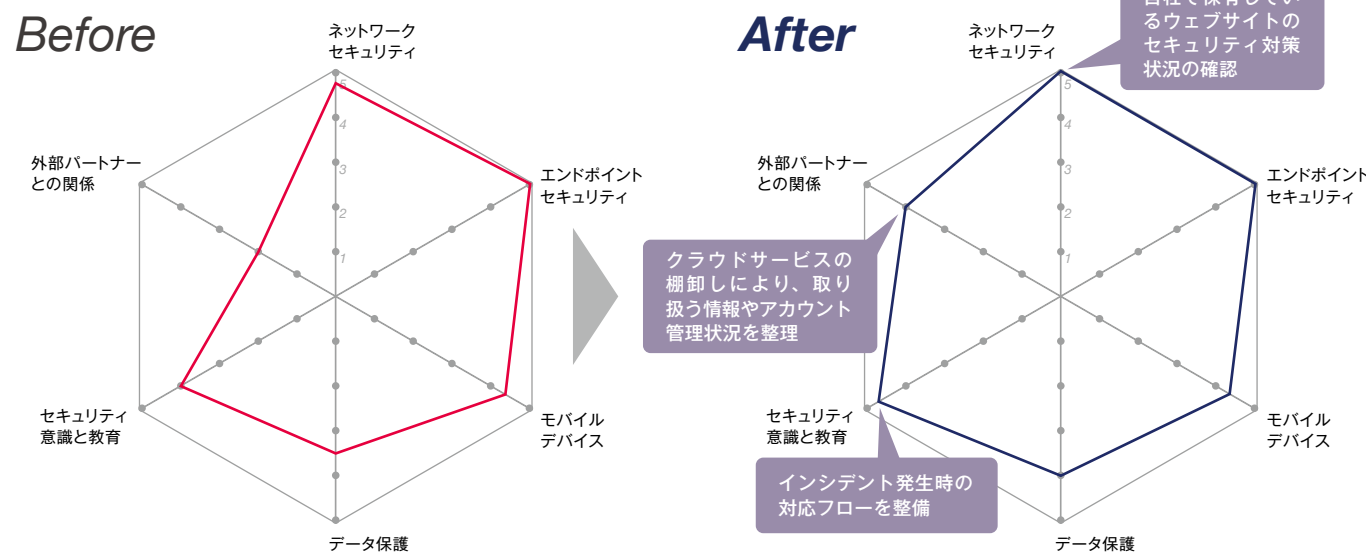 Before
ネットワーク
セキュリティ
エンドポイント
セキュリティ
モバイル
デバイス
データ保護
セキュリティ
意識と教育
外部パートナー
との関係
5
4
3
2
1
After
ネットワーク
セキュリティ
エンドポイント
セキュリティ
モバイル
デバイス
データ保護
セキュリティ
意識と教育
外部パートナー
との関係
5
4
3
2
1
自社で保有してい
るウェブサイトの
セキュリティ対策
状況の確認
クラウドサービスの
棚卸しにより、取り
扱う情報やアカウント
管理状況を整理
インシデント発生時の
対応フローを整備